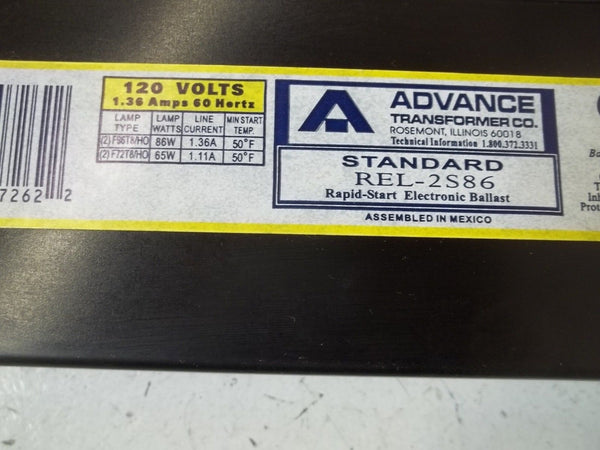 120 VOLTS
1.36 Amps 60 Hertz
LAMP TYPE LAMP WATTS LINE CURRENT MIN START TEMP.
(2) F96T8/HO 86W 1.36A 50°F
(2) F72T8/HO 65W 1.11A 50°F
7262 2
A ADVANCE
TRANSFORMER CO.
ROSEMONT, ILLINOIS 60018
Technical Information 1.800.372.3331
STANDARD
REL-2S86
Rapid-Start Electronic Ballast
ASSEMBLED IN MEXICO